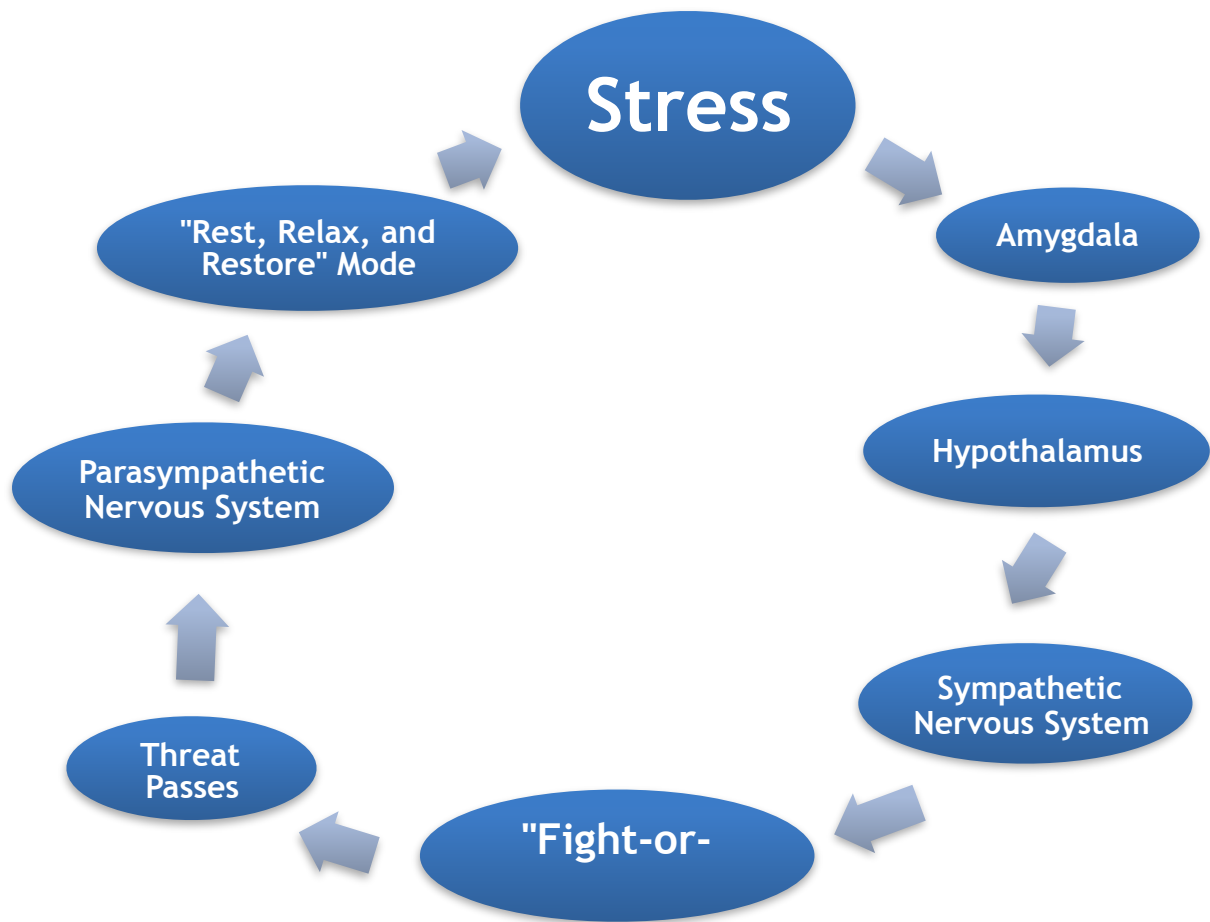 Stress
Amygdala
Hypothalamus
Sympathetic
Nervous System
"Fight-or-
Threat
Passes
Parasympathetic
Nervous System
"Rest, Relax, and
Restore" Mode